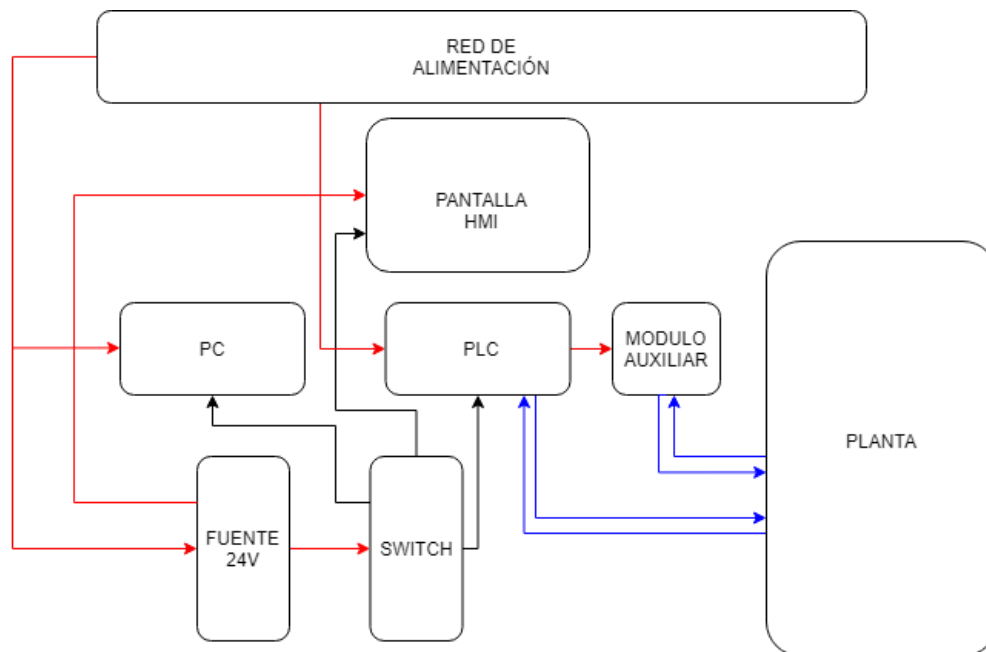 RED DE
ALIMENTACIÓN
PANTALLA
HMI
PC
PLC
MODULO
AUXILIAR
PLANTA
FUENTE
24V
SWITCH